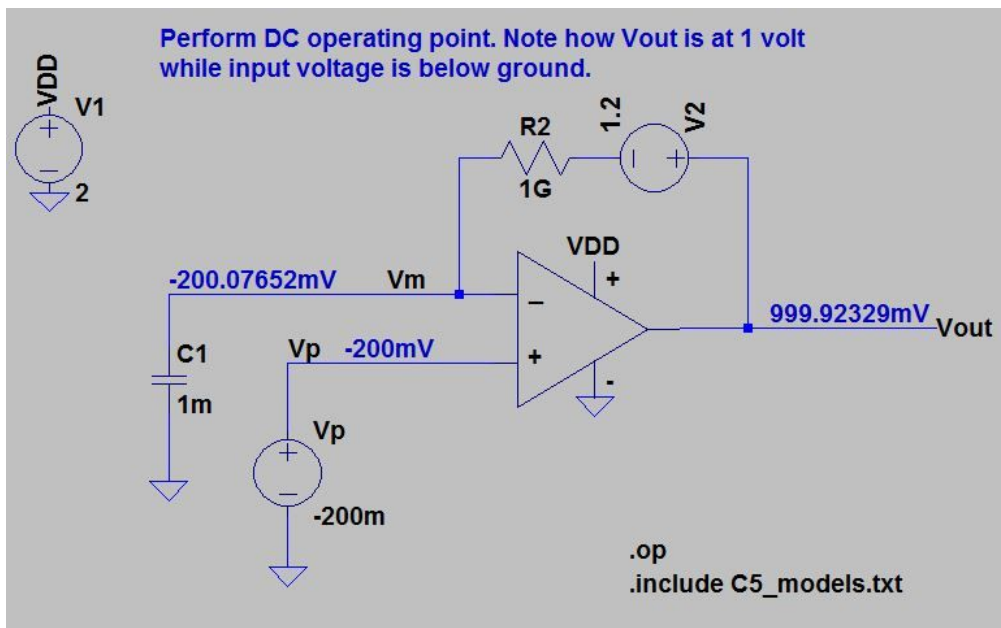 Perform DC operating point. Note how Vout is at 1 volt
while input voltage is below ground.
VDD
V1
+
−
2
R2
1G
1.2
V2
−
+
VDD
+
-200.07652mV
Vm
−
999.92329mV
Vout
Vp
-200mV
+
-
C1
1m
Vp
+
−
-200m
.op
.include C5_models.txt